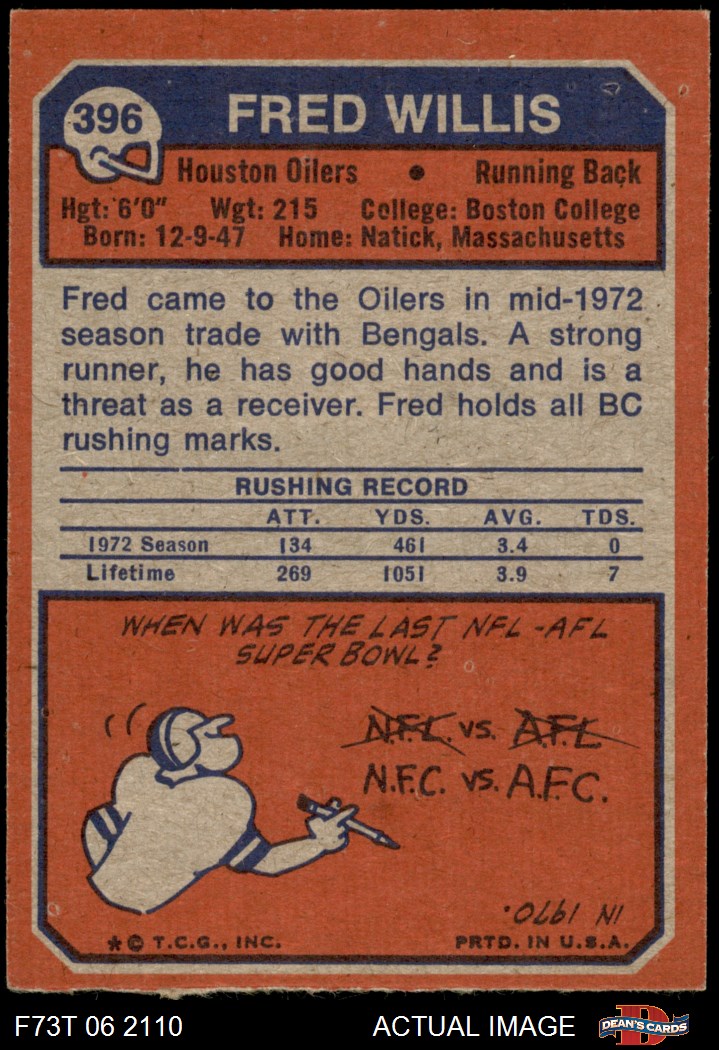 396
FRED WILLIS
Houston Oilers • Running Back
Hgt: 6'0" Wgt: 215 College: Boston College
Born: 12-9-47 Home: Natick, Massachusetts
Fred came to the Oilers in mid-1972
season trade with Bengals. A strong
runner, he has good hands and is a
threat as a receiver. Fred holds all BC
rushing marks.
RUSHING RECORD
ATT. YDS. AVG. TDS.
1972 Season 134 461 3.4 0
Lifetime 269 1051 3.9 7
WHEN WAS THE LAST NFL-AFL
SUPER BOWL?
N.F.L. VS. A.F.L.
N.F.C. VS. A.F.C.
IN 1970.
* © T.C.G., INC. PRTD. IN U.S.A.
F73T 06 2110 ACTUAL IMAGE D DEAN'S CARDS